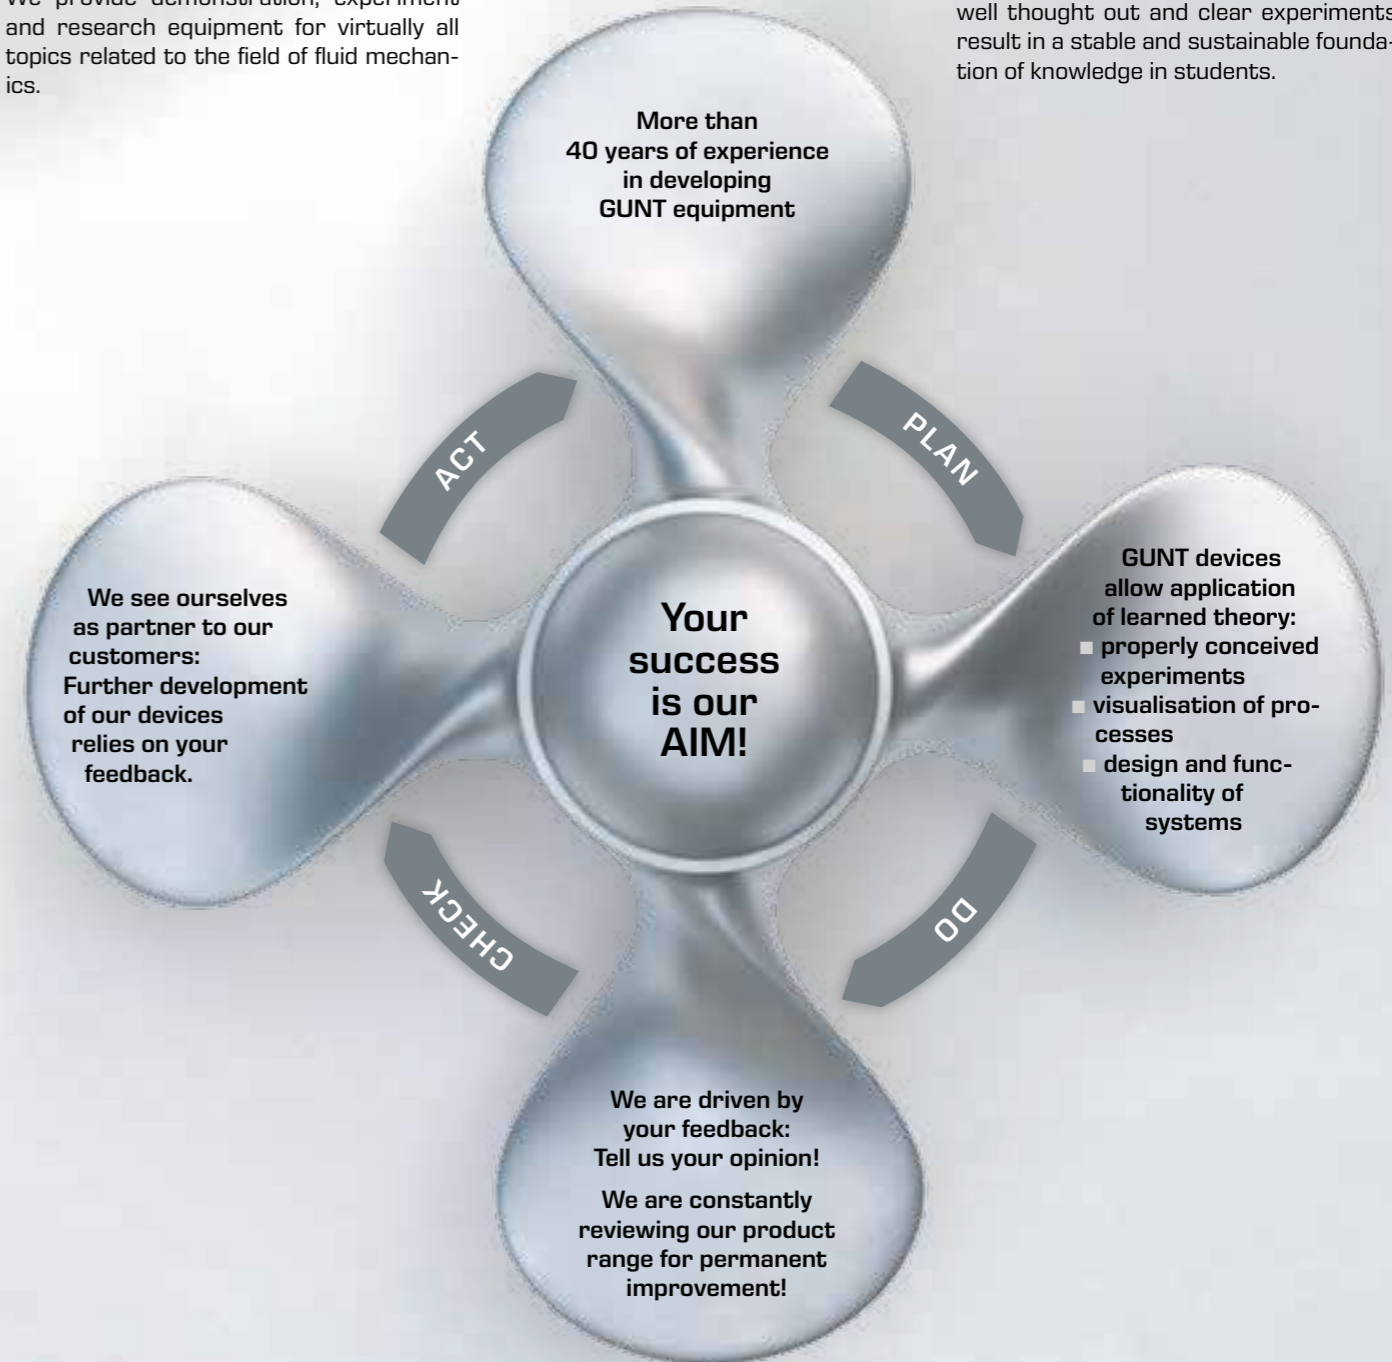 We provide demonstration, experiment
and research equipment for virtually all
topics related to the field of fluid mechan-
ics.
well thought out and clear experiments
result in a stable and sustainable founda-
tion of knowledge in students.
More than
40 years of experience
in developing
GUNT equipment
ACT
PLAN
We see ourselves
as partner to our
customers:
Further development
of our devices
relies on your
feedback.
Your
success
is our
AIM!
GUNT devices
allow application
of learned theory:
■ properly conceived
experiments
■ visualisation of pro-
cesses
■ design and func-
tionality of
systems
CHECK
DO
We are driven by
your feedback:
Tell us your opinion!
We are constantly
reviewing our product
range for permanent
improvement!